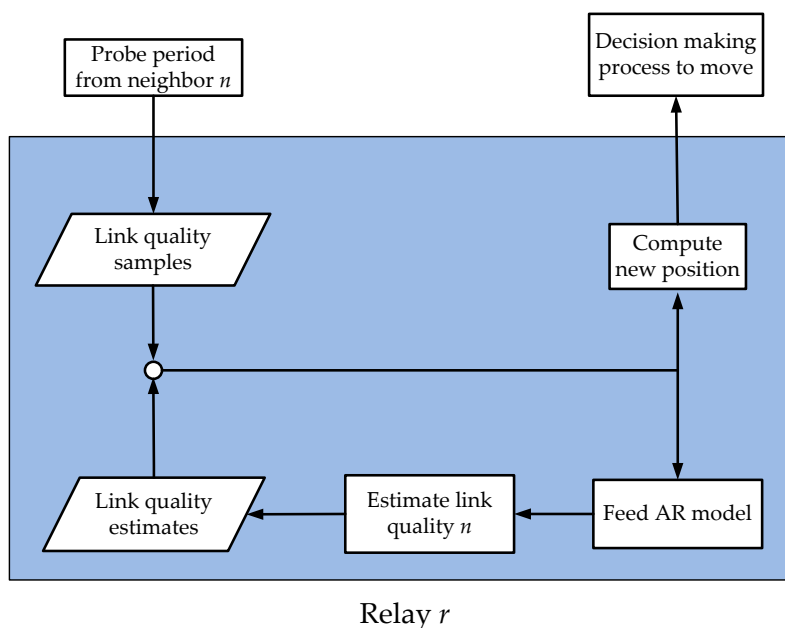 Probe period
from neighbor n
Decision making
process to move
Link quality
samples
Compute
new position
Link quality
estimates
Estimate link
quality n
Feed AR model
Relay r